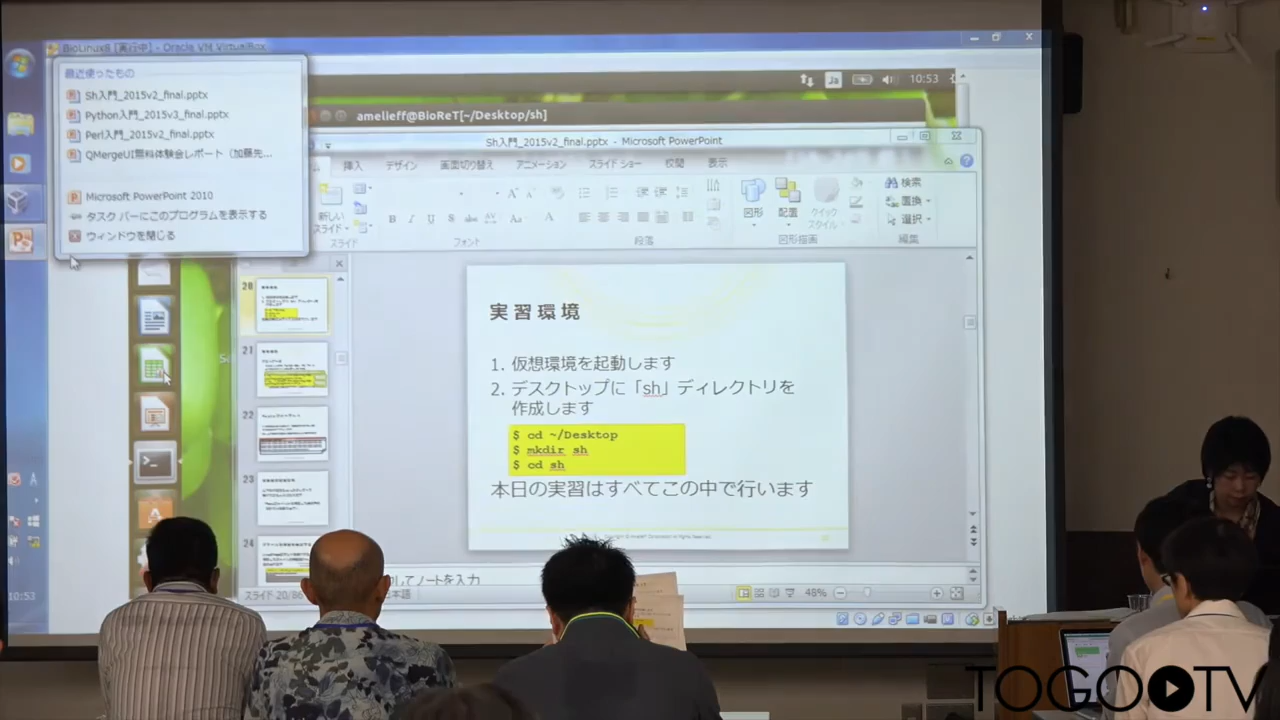 BioLinux8 [実行中] - Oracle VM VirtualBox
最近使ったもの
Sh入門_2015v2_final.pptx
Python入門_2015v3_final.pptx
Perl入門_2015v2_final.pptx
QMergeUI無料体験会レポート（加藤先...
Microsoft PowerPoint 2010
タスク バーにこのプログラムを表示する
ウィンドウを閉じる
Ja
10:53
amelieff@BioReT[~/Desktop/sh]
Sh入門_2015v2_final.pptx - Microsoft PowerPoint
挿入 デザイン 画面切り替え アニメーション スライド ショー 校閲 表示
新しい
スライド
スライド
フォント
段落
図形
配置
クイック
スタイル
図形描画
検索
置換
選択
編集
20
21
22
23
24
実習環境
1. 仮想環境を起動します
2. デスクトップに「sh」ディレクトリを
作成します
$ cd ~/Desktop
$ mkdir sh
$ cd sh
本日の実習はすべてこの中で行います
してノートを入力
スライド 20/86
本語
48%
10:53
TOGOTV